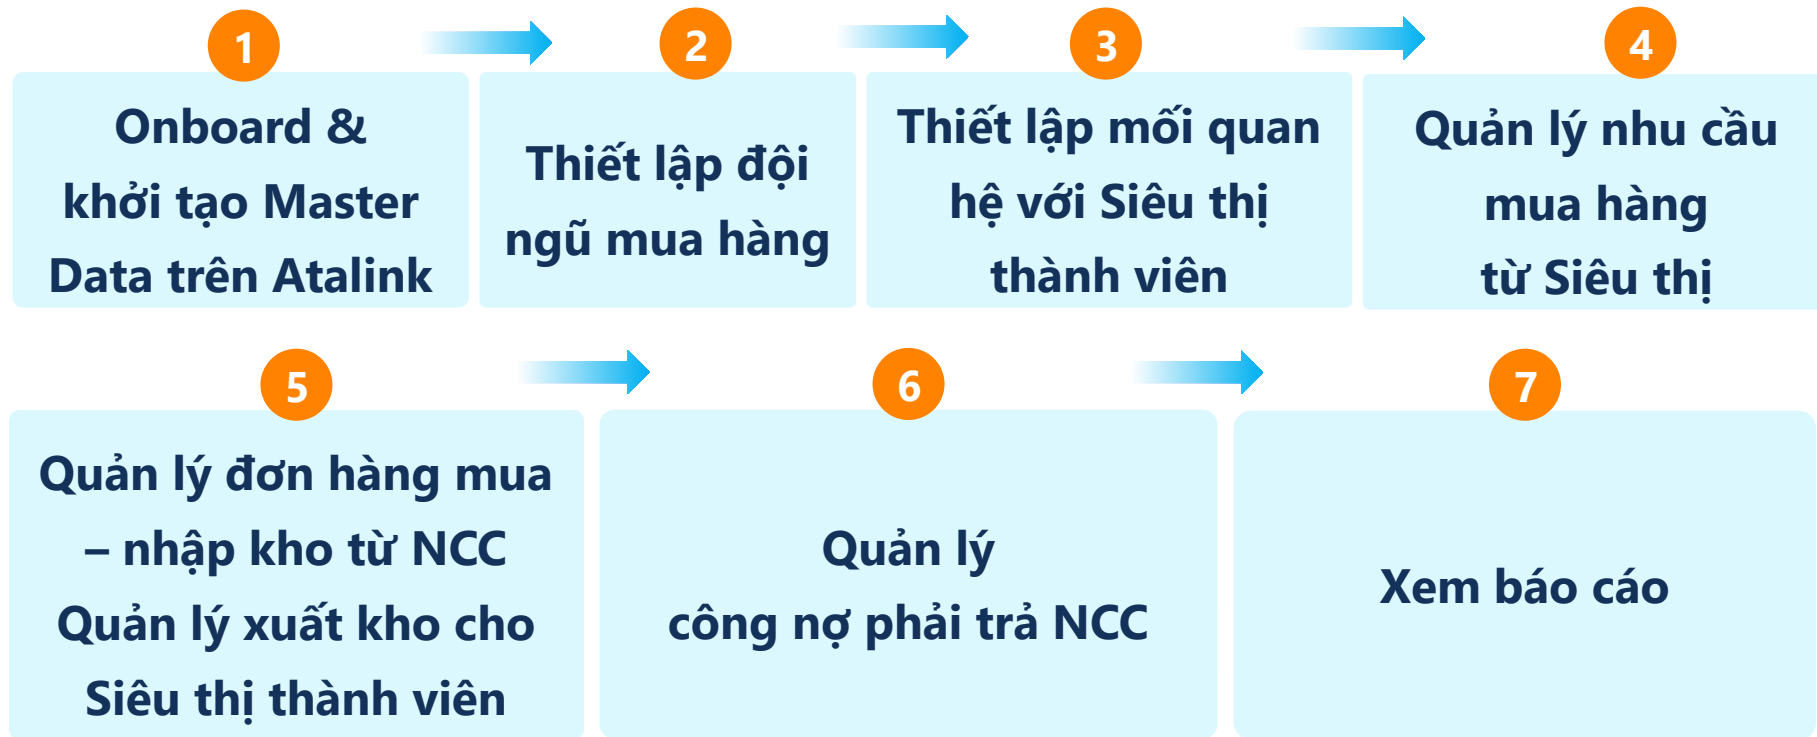 1
Onboard &
khởi tạo Master
Data trên Atalink
2
Thiết lập đội
ngũ mua hàng
3
Thiết lập mối quan
hệ với Siêu thị
thành viên
4
Quản lý nhu cầu
mua hàng
từ Siêu thị
5
Quản lý đơn hàng mua
– nhập kho từ NCC
Quản lý xuất kho cho
Siêu thị thành viên
6
Quản lý
công nợ phải trả NCC
7
Xem báo cáo